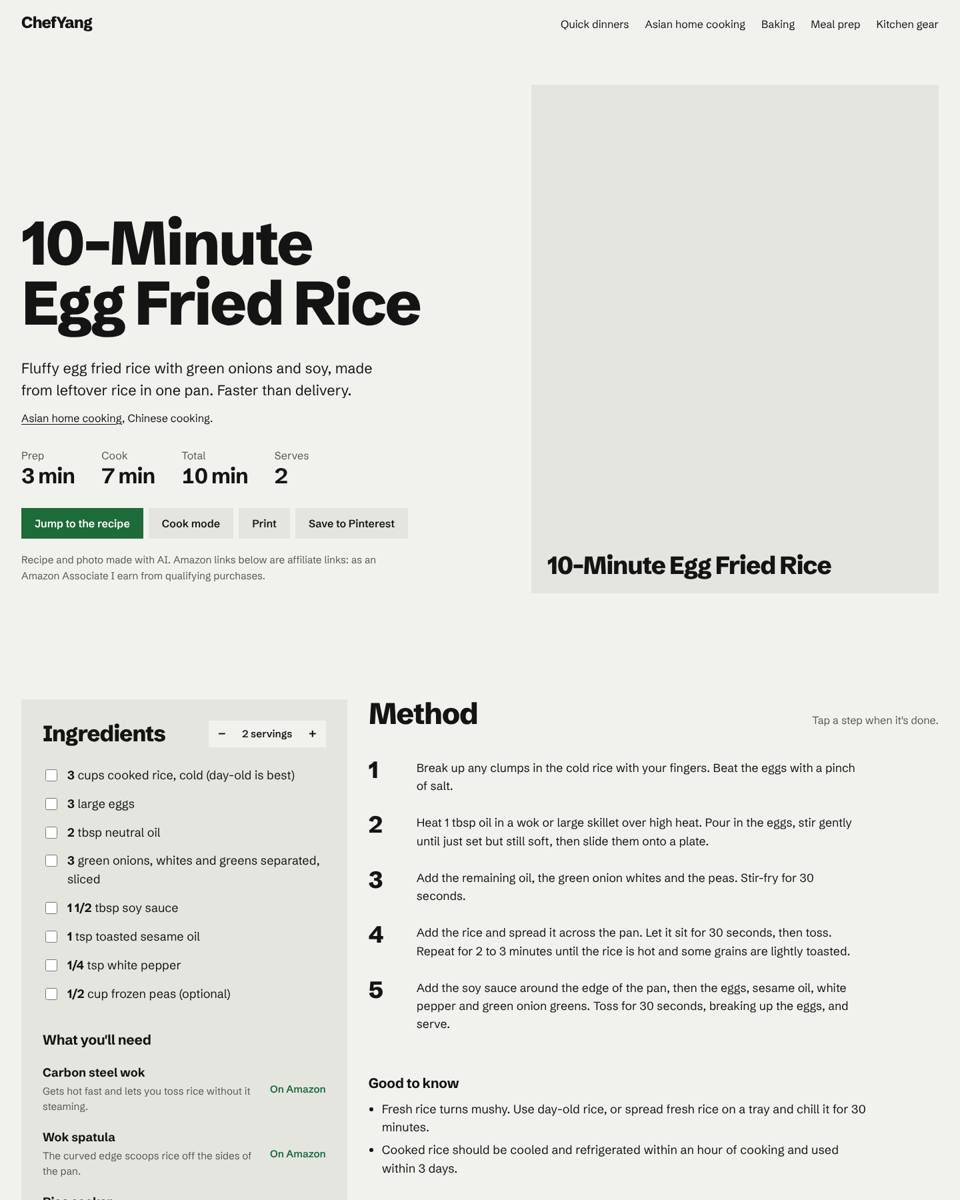 ChefYang
Quick dinners Asian home cooking Baking Meal prep Kitchen gear
10-Minute
Egg Fried Rice
Fluffy egg fried rice with green onions and soy, made
from leftover rice in one pan. Faster than delivery.
Asian home cooking, Chinese cooking.
Prep Cook Total Serves
3 min 7 min 10 min 2
Jump to the recipe Cook mode Print Save to Pinterest
Recipe and photo made with AI. Amazon links below are affiliate links: as an
Amazon Associate I earn from qualifying purchases.
10-Minute Egg Fried Rice
Ingredients
− 2 servings +
3 cups cooked rice, cold (day-old is best)
3 large eggs
2 tbsp neutral oil
3 green onions, whites and greens separated,
sliced
1 1/2 tbsp soy sauce
1 tsp toasted sesame oil
1/4 tsp white pepper
1/2 cup frozen peas (optional)
What you'll need
Carbon steel wok
Gets hot fast and lets you toss rice without it
steaming.
On Amazon
Wok spatula
The curved edge scoops rice off the sides of
the pan.
On Amazon
Method
Tap a step when it's done.
1 Break up any clumps in the cold rice with your fingers. Beat the eggs with a pinch
of salt.
2 Heat 1 tbsp oil in a wok or large skillet over high heat. Pour in the eggs, stir gently
until just set but still soft, then slide them onto a plate.
3 Add the remaining oil, the green onion whites and the peas. Stir-fry for 30
seconds.
4 Add the rice and spread it across the pan. Let it sit for 30 seconds, then toss.
Repeat for 2 to 3 minutes until the rice is hot and some grains are lightly toasted.
5 Add the soy sauce around the edge of the pan, then the eggs, sesame oil, white
pepper and green onion greens. Toss for 30 seconds, breaking up the eggs, and
serve.
Good to know
• Fresh rice turns mushy. Use day-old rice, or spread fresh rice on a tray and chill it for 30
minutes.
• Cooked rice should be cooled and refrigerated within an hour of cooking and used
within 3 days.